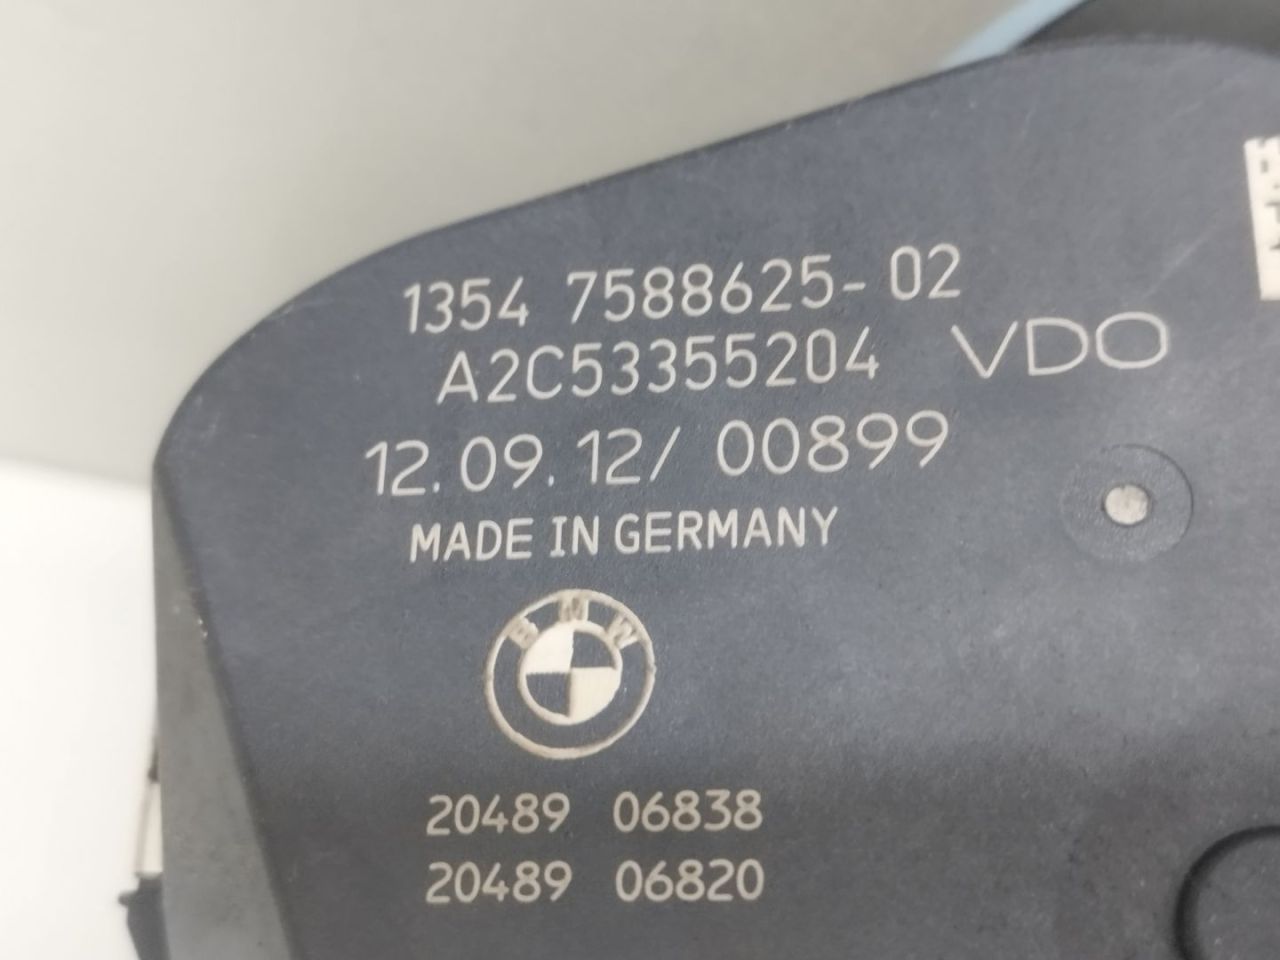 1354 7588625-02
A2C53355204 VDO
12.09.12/ 00899
MADE IN GERMANY
BMW
20489 06838
20489 06820